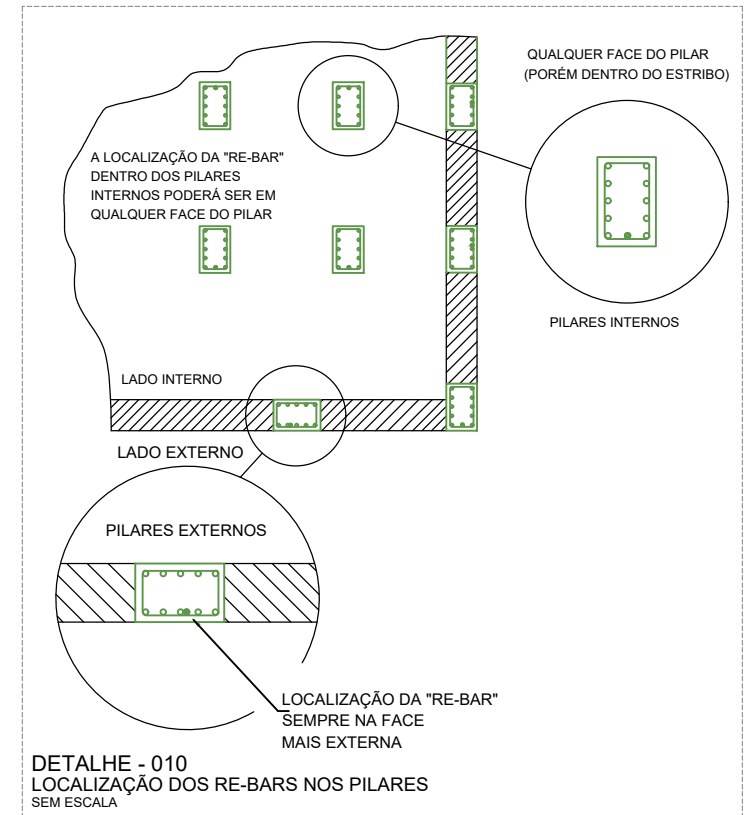 QUALQUER FACE DO PILAR
(PORÉM DENTRO DO ESTRIBO)
A LOCALIZAÇÃO DA "RE-BAR"
DENTRO DOS PILARES
INTERNOS PODERÁ SER EM
QUALQUER FACE DO PILAR
PILARES INTERNOS
LADO INTERNO
LADO EXTERNO
PILARES EXTERNOS
LOCALIZAÇÃO DA "RE-BAR"
SEMPRE NA FACE
MAIS EXTERNA
DETALHE - 010
LOCALIZAÇÃO DOS RE-BARS NOS PILARES
SEM ESCALA